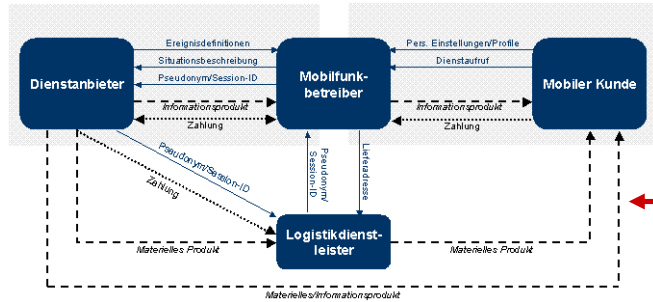 Ereignisdefinitionen
Pers. Einstellungen/Profile
Situationsbeschreibung
Dienstaufruf
Dienstanbieter
Mobilfunk-
betreiber
Mobiler Kunde
Pseudonym/Session-ID
Informationsprodukt
Informationsprodukt
Zahlung
Zahlung
Pseudonym/Session-ID
Zahlung
Pseudonym/
Session-ID
Lieferadresse
Logistikdienst-
leister
Materielles Produkt
Materielles Produkt
Materielles/Informationsprodukt